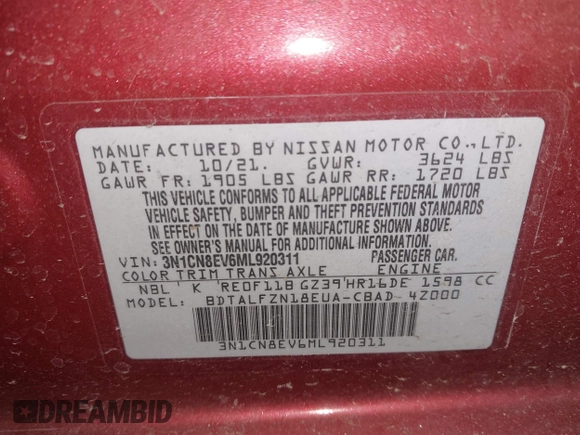 MANUFACTURED BY NISSAN MOTOR CO.,LTD.
DATE: 10/21. GVWR: 3624 LBS
GAWR FR: 1905 LBS GAWR RR: 1720 LBS
THIS VEHICLE CONFORMS TO ALL APPLICABLE FEDERAL MOTOR
VEHICLE SAFETY, BUMPER AND THEFT PREVENTION STANDARDS
IN EFFECT ON THE DATE OF MANUFACTURE SHOWN ABOVE.
SEE OWNER'S MANUAL FOR ADDITIONAL INFORMATION.
VIN: 3N1CN8EV6ML920311 PASSENGER CAR.
COLOR TRIM TRANS AXLE ENGINE
NBL' K 'RE0F11B GZ39'HR16DE 1598 CC
MODEL: BDTALFZN18EUA-CBAD 4Z000
3N1CN8EV6ML920311
DREAMBID